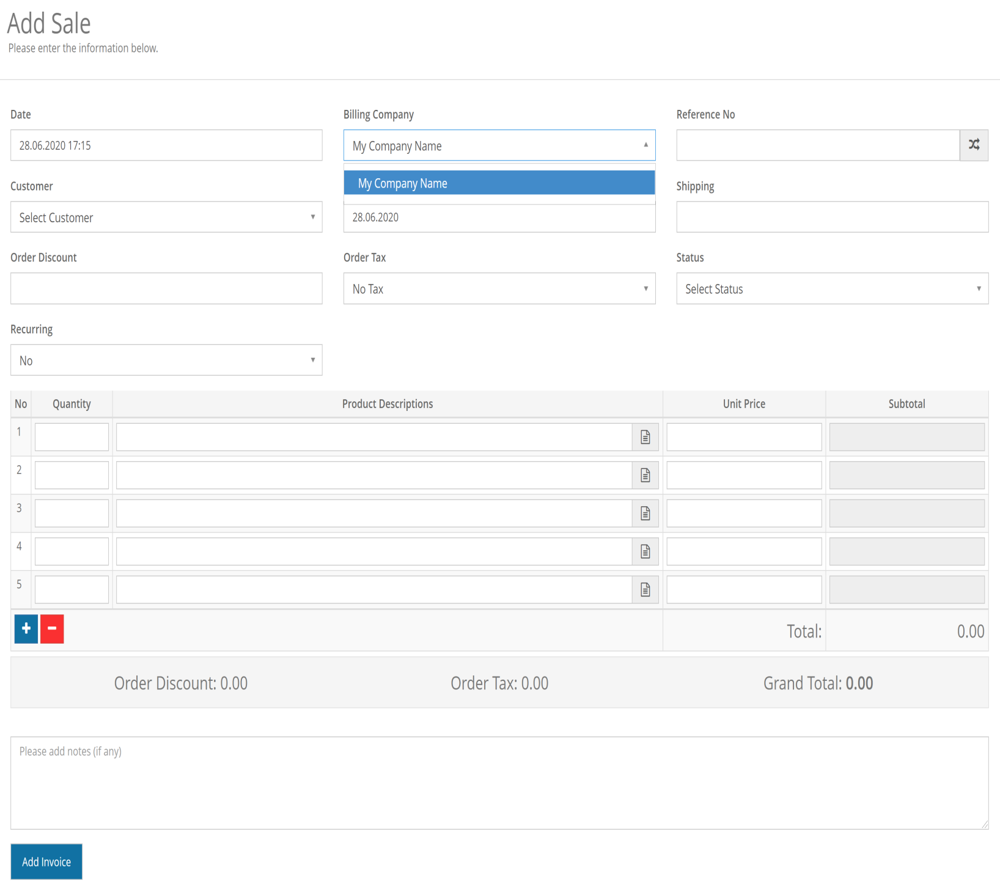 Add Sale
Please enter the information below.
Date
Billing Company
Reference No
28.06.2020 17:15
My Company Name
My Company Name
Customer
Shipping
Select Customer
28.06.2020
Order Discount
Order Tax
Status
No Tax
Select Status
Recurring
No
No Quantity Product Descriptions Unit Price Subtotal
1
2
3
4
5
Total: 0.00
Order Discount: 0.00 Order Tax: 0.00 Grand Total: 0.00
Please add notes (if any)
Add Invoice